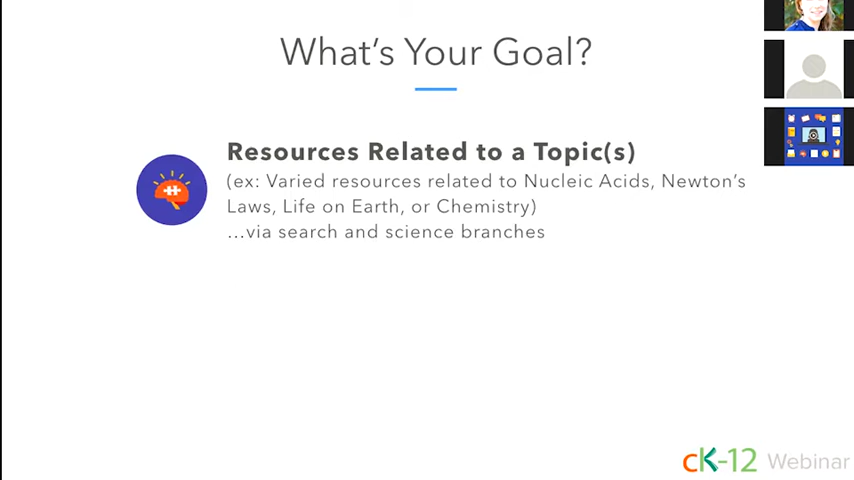 What's Your Goal?
Resources Related to a Topic(s)
(ex: Varied resources related to Nucleic Acids, Newton's
Laws, Life on Earth, or Chemistry)
...via search and science branches
cK-12 Webinar